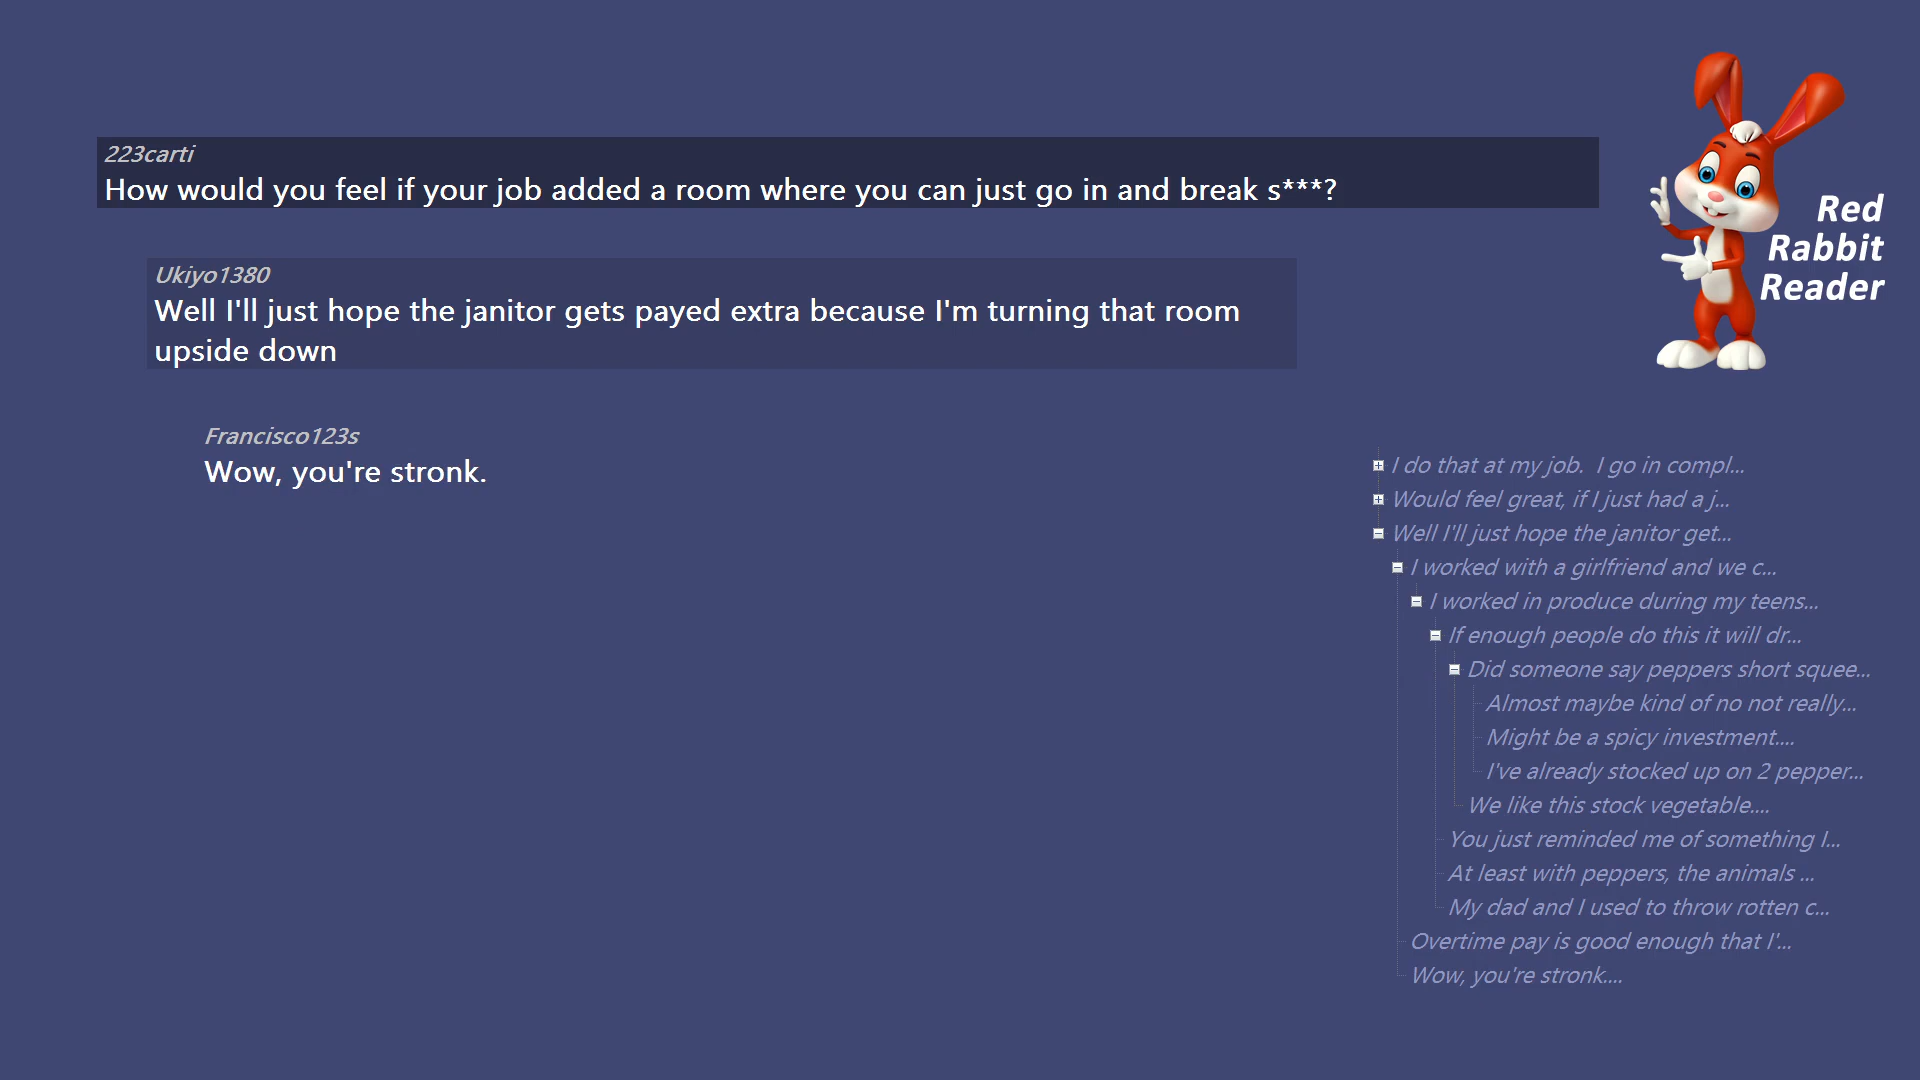 223carti
How would you feel if your job added a room where you can just go in and break s***?
Ukiyo1380
Well I'll just hope the janitor gets payed extra because I'm turning that room
upside down
Francisco123s
Wow, you're stronk.
Red
Rabbit
Reader
I do that at my job.  I go in compl...
Would feel great, if I just had a j...
Well I'll just hope the janitor get...
I worked with a girlfriend and we c...
I worked in produce during my teens...
If enough people do this it will dr...
Did someone say peppers short squee...
Almost maybe kind of no not really...
Might be a spicy investment....
I've already stocked up on 2 pepper...
We like this stock vegetable....
You just reminded me of something I...
At least with peppers, the animals ...
My dad and I used to throw rotten c...
Overtime pay is good enough that I'...
Wow, you're stronk....